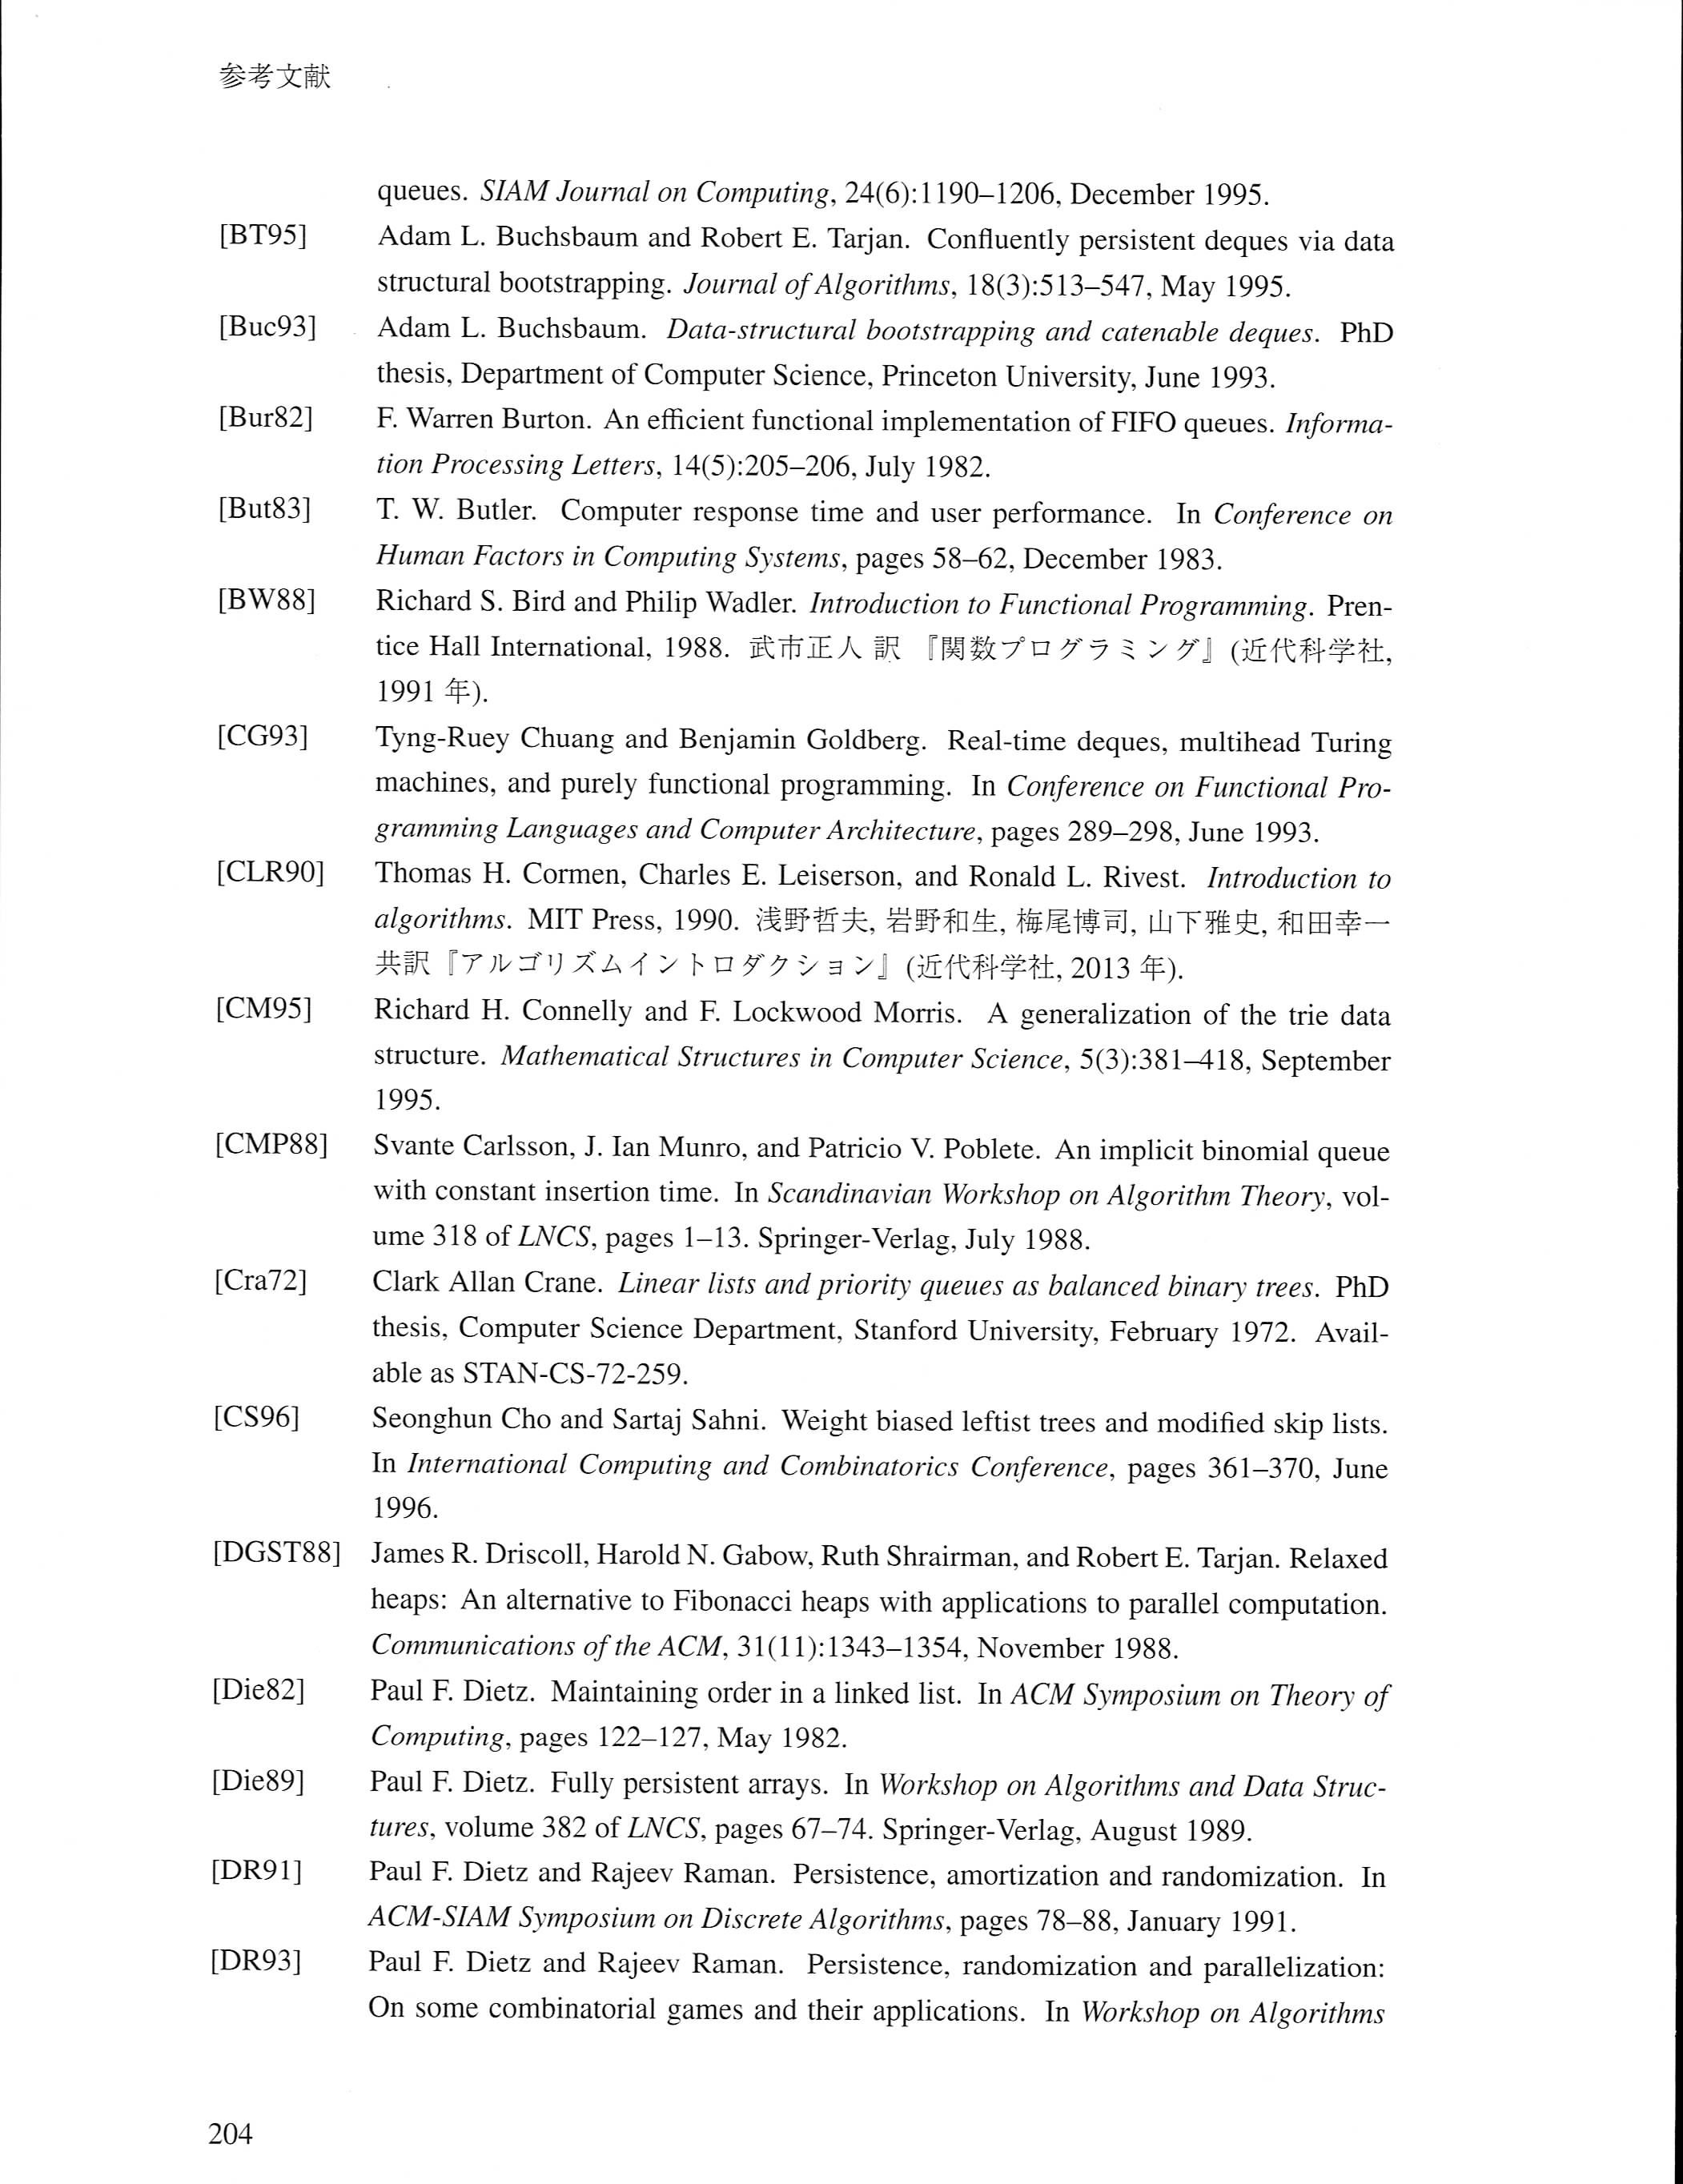 参考文献
queues. SIAM Journal on Computing, 24(6):1190–1206, December 1995.
[BT95] Adam L. Buchsbaum and Robert E. Tarjan. Confluently persistent deques via data
structural bootstrapping. Journal of Algorithms, 18(3):513–547, May 1995.
[Buc93] Adam L. Buchsbaum. Data-structural bootstrapping and catenable deques. PhD
thesis, Department of Computer Science, Princeton University, June 1993.
[Bur82] F. Warren Burton. An efficient functional implementation of FIFO queues. Informa-
tion Processing Letters, 14(5):205–206, July 1982.
[But83] T. W. Butler. Computer response time and user performance. In Conference on
Human Factors in Computing Systems, pages 58–62, December 1983.
[BW88] Richard S. Bird and Philip Wadler. Introduction to Functional Programming. Pren-
tice Hall International, 1988. 武市正人 訳 『関数プログラミング』(近代科学社,
1991 年).
[CG93] Tyng-Ruey Chuang and Benjamin Goldberg. Real-time deques, multihead Turing
machines, and purely functional programming. In Conference on Functional Pro-
gramming Languages and Computer Architecture, pages 289–298, June 1993.
[CLR90] Thomas H. Cormen, Charles E. Leiserson, and Ronald L. Rivest. Introduction to
algorithms. MIT Press, 1990. 浅野哲夫, 岩野和生, 梅尾博司, 山下雅史, 和田幸一
共訳『アルゴリズムイントロダクション』(近代科学社, 2013 年).
[CM95] Richard H. Connelly and F. Lockwood Morris. A generalization of the trie data
structure. Mathematical Structures in Computer Science, 5(3):381–418, September
1995.
[CMP88] Svante Carlsson, J. Ian Munro, and Patricio V. Poblete. An implicit binomial queue
with constant insertion time. In Scandinavian Workshop on Algorithm Theory, vol-
ume 318 of LNCS, pages 1–13. Springer-Verlag, July 1988.
[Cra72] Clark Allan Crane. Linear lists and priority queues as balanced binary trees. PhD
thesis, Computer Science Department, Stanford University, February 1972. Avail-
able as STAN-CS-72-259.
[CS96] Seonghun Cho and Sartaj Sahni. Weight biased leftist trees and modified skip lists.
In International Computing and Combinatorics Conference, pages 361–370, June
1996.
[DGST88] James R. Driscoll, Harold N. Gabow, Ruth Shrairman, and Robert E. Tarjan. Relaxed
heaps: An alternative to Fibonacci heaps with applications to parallel computation.
Communications of the ACM, 31(11):1343–1354, November 1988.
[Die82] Paul F. Dietz. Maintaining order in a linked list. In ACM Symposium on Theory of
Computing, pages 122–127, May 1982.
[Die89] Paul F. Dietz. Fully persistent arrays. In Workshop on Algorithms and Data Struc-
tures, volume 382 of LNCS, pages 67–74. Springer-Verlag, August 1989.
[DR91] Paul F. Dietz and Rajeev Raman. Persistence, amortization and randomization. In
ACM-SIAM Symposium on Discrete Algorithms, pages 78–88, January 1991.
[DR93] Paul F. Dietz and Rajeev Raman. Persistence, randomization and parallelization:
On some combinatorial games and their applications. In Workshop on Algorithms
204